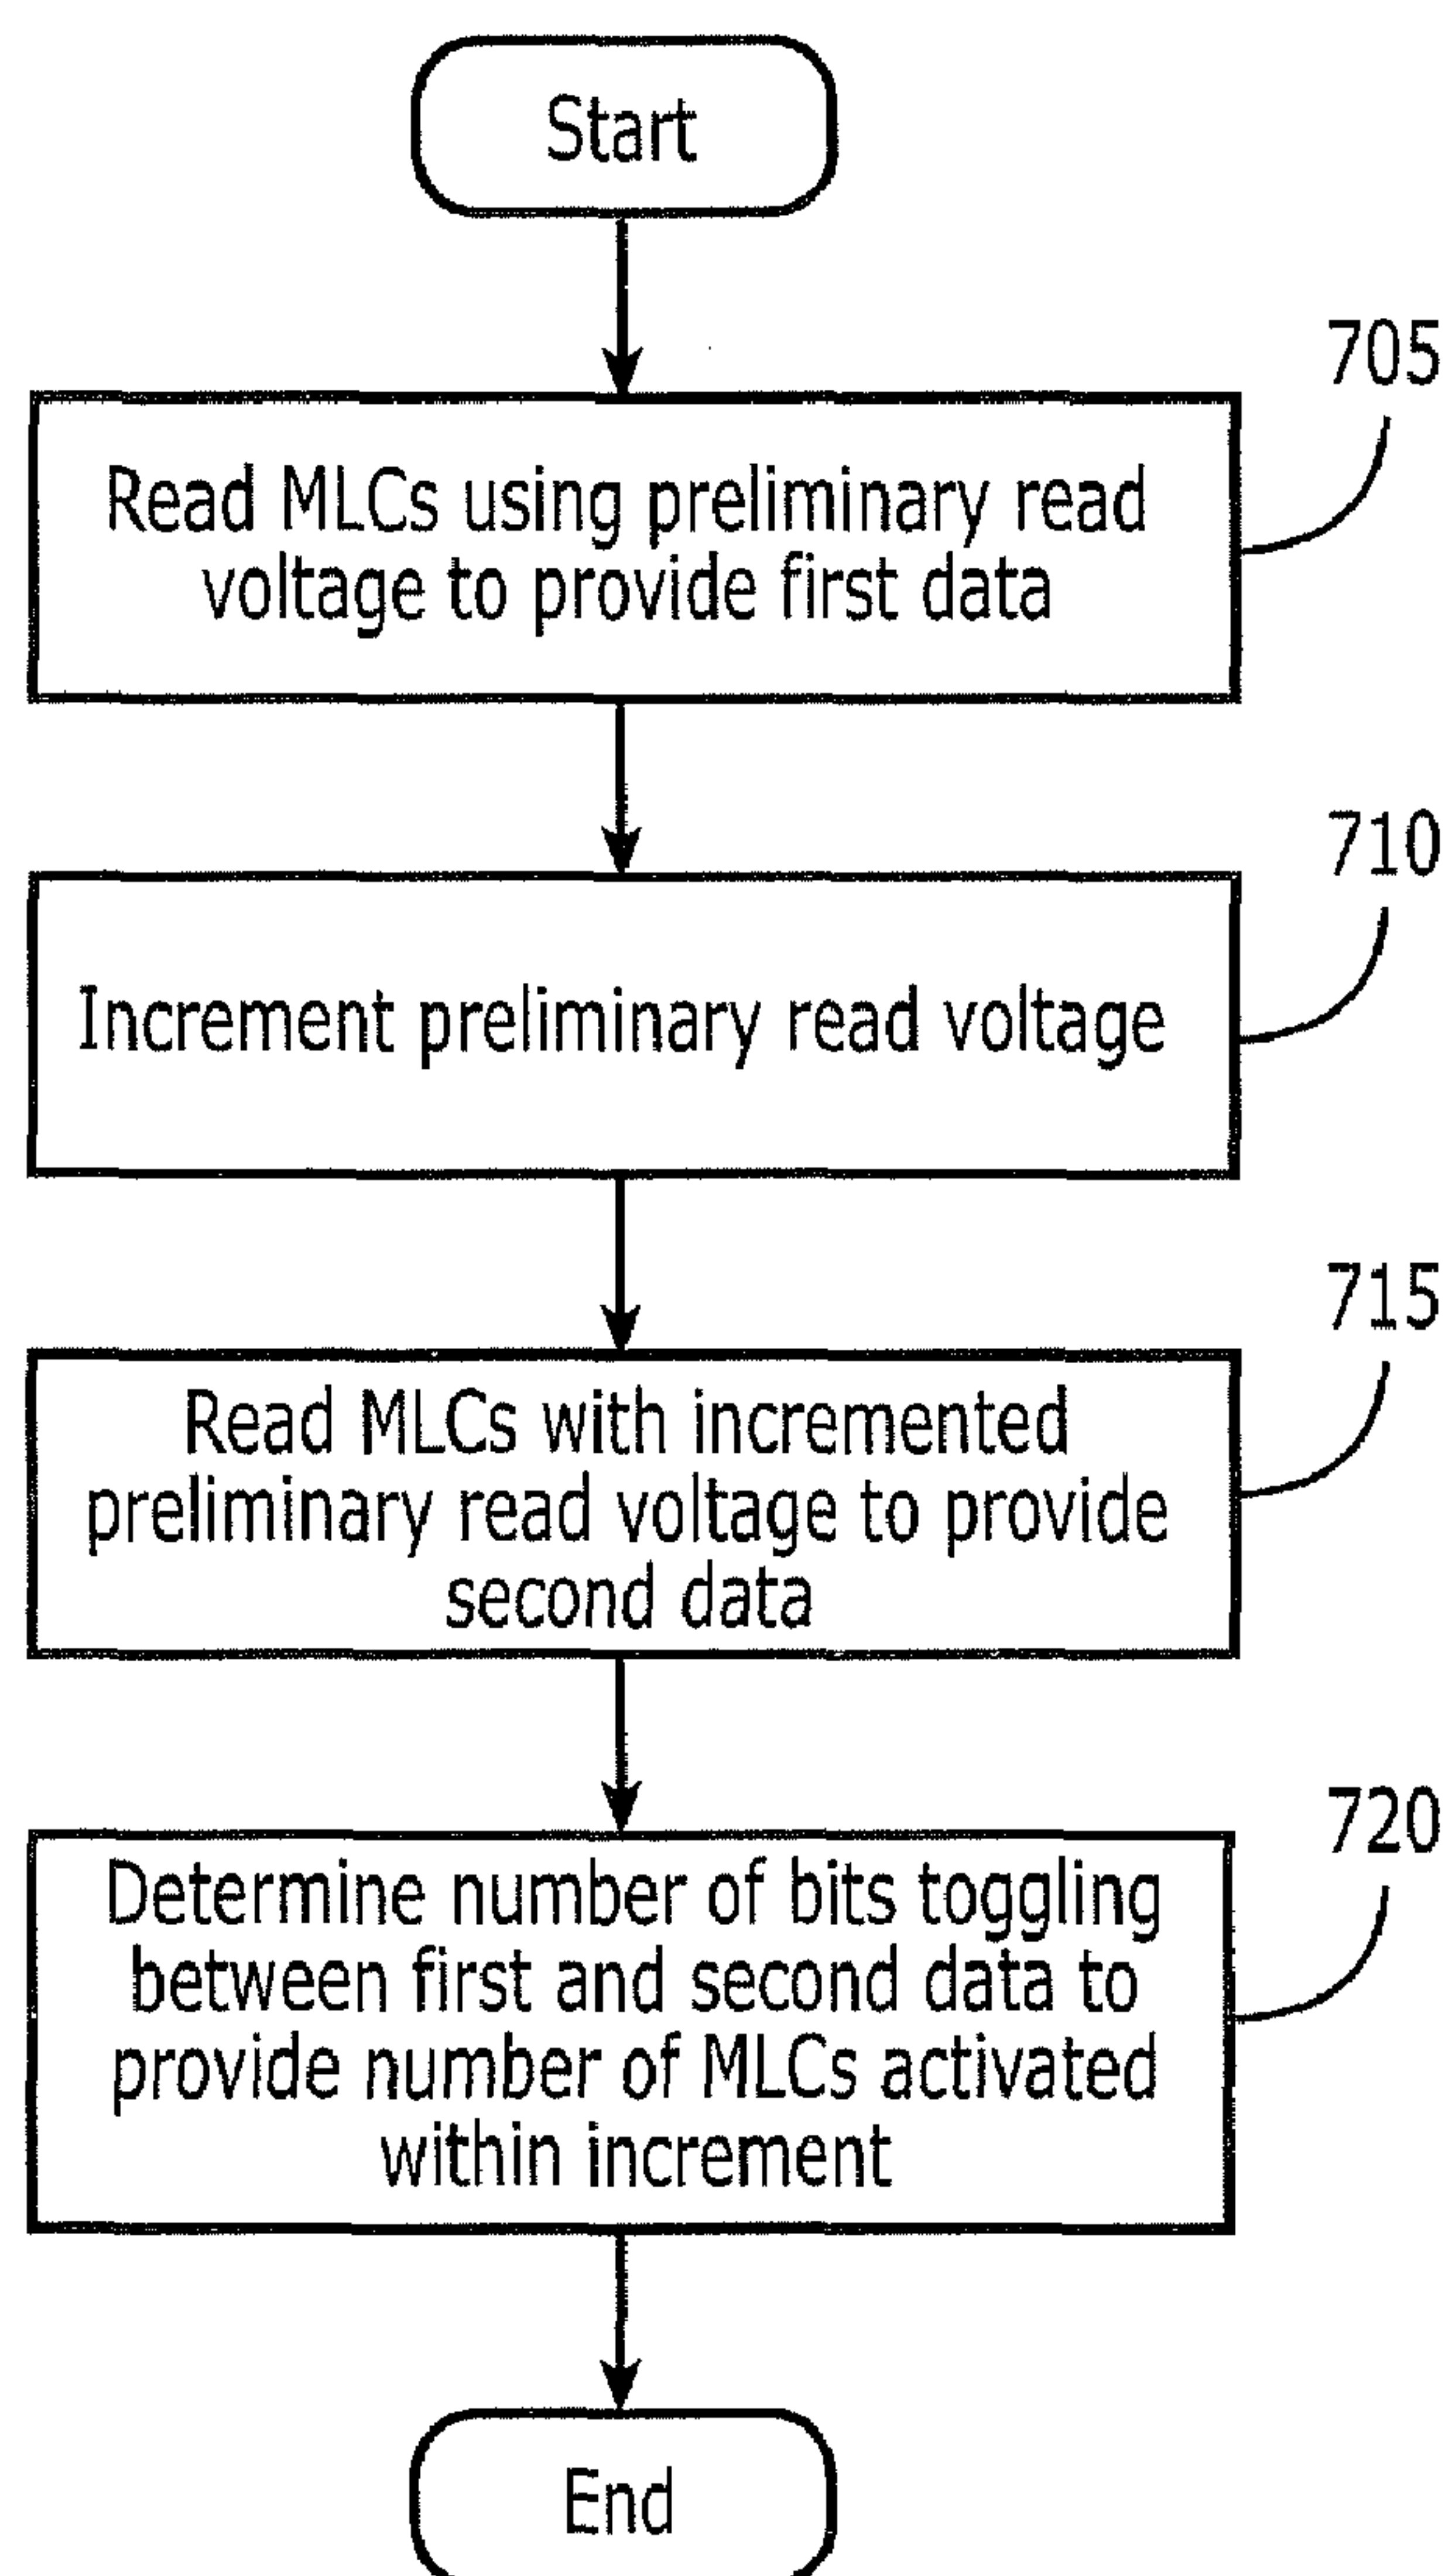 Start
705
Read MLCs using preliminary read
voltage to provide first data
710
Increment preliminary read voltage
715
Read MLCs with incremented
preliminary read voltage to provide
second data
720
Determine number of bits toggling
between first and second data to
provide number of MLCs activated
within increment
End